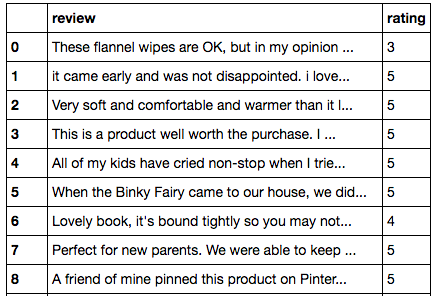 review rating
0 These flannel wipes are OK, but in my opinion ... 3
1 it came early and was not disappointed. i love... 5
2 Very soft and comfortable and warmer than it l... 5
3 This is a product well worth the purchase. I ... 5
4 All of my kids have cried non-stop when I trie... 5
5 When the Binky Fairy came to our house, we did... 5
6 Lovely book, it's bound tightly so you may not... 4
7 Perfect for new parents. We were able to keep ... 5
8 A friend of mine pinned this product on Pinter... 5